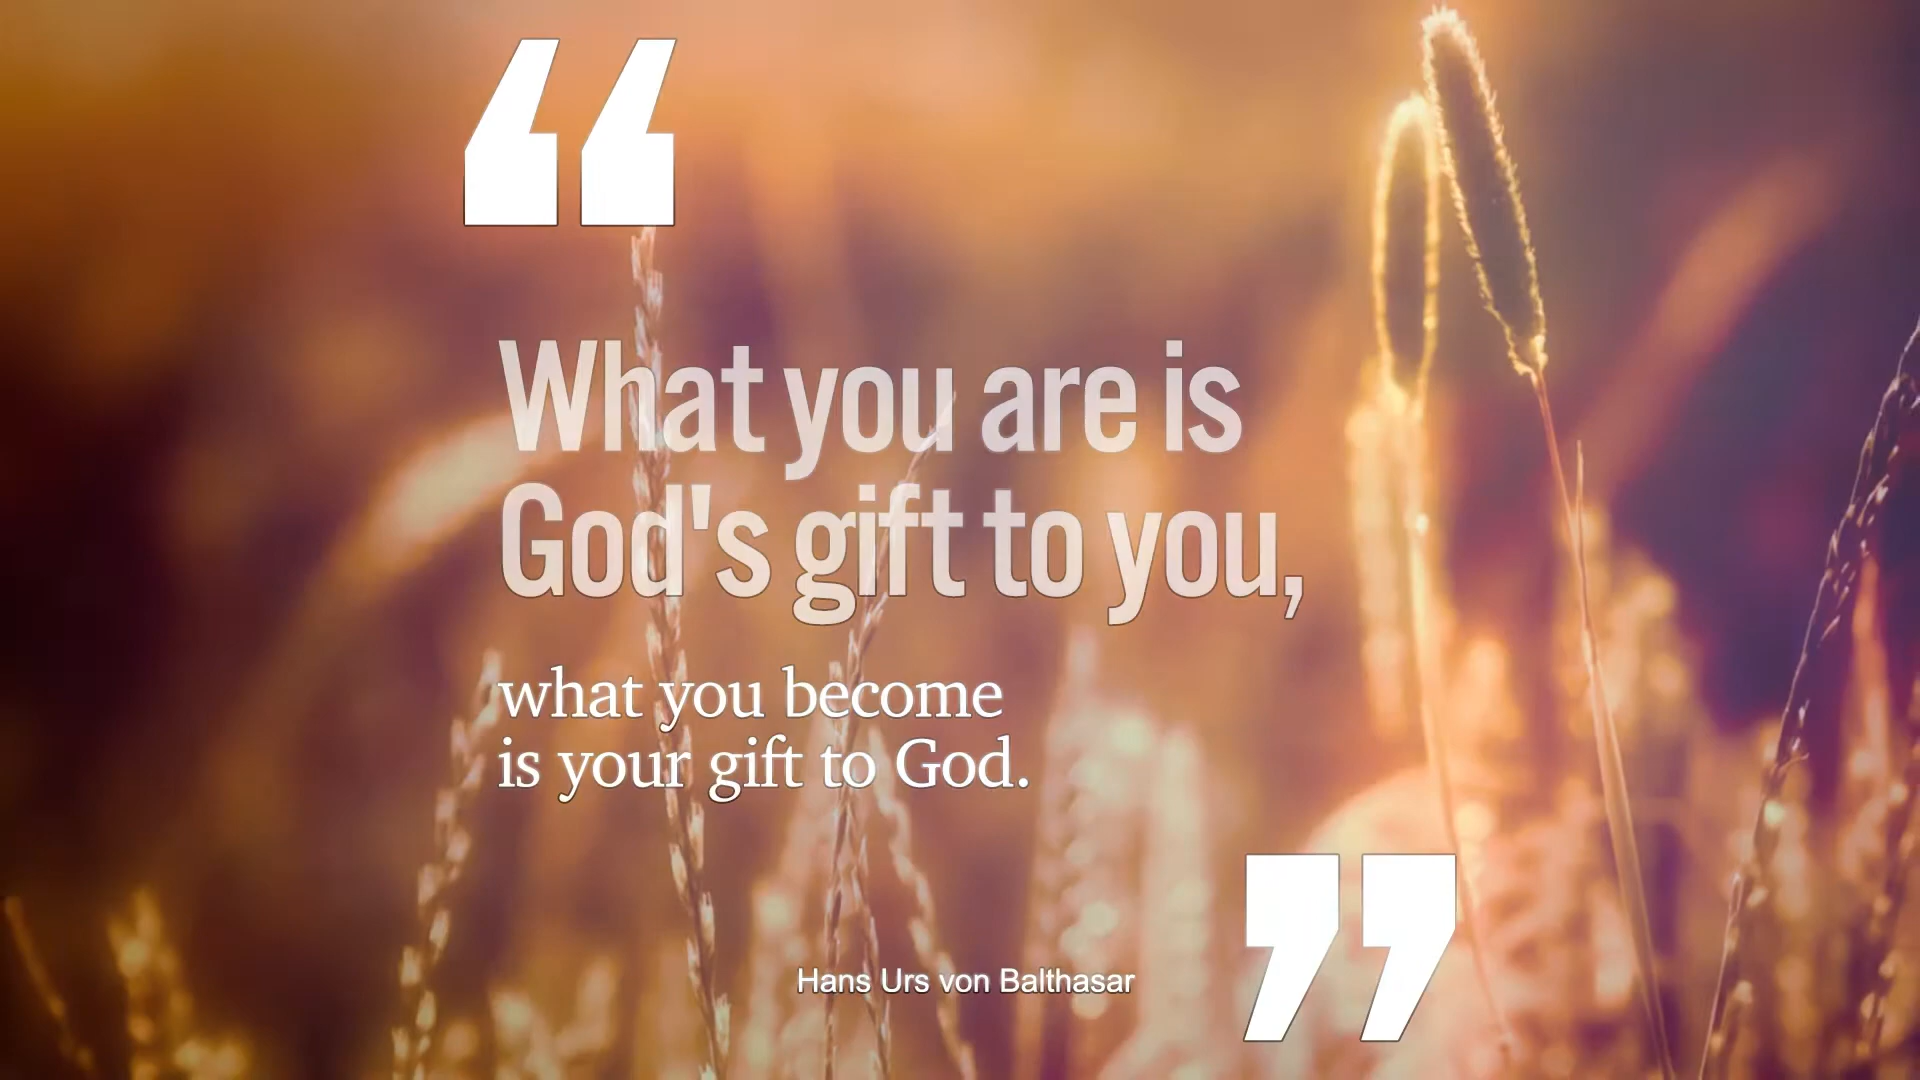 “
What you are is
God's gift to you,
what you become
is your gift to God.
”
Hans Urs von Balthasar